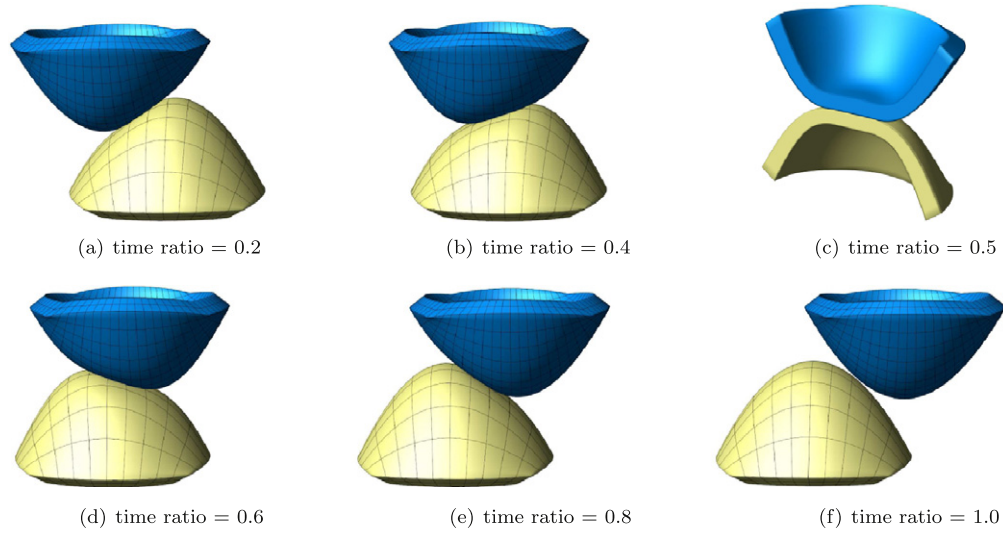 (a) time ratio = 0.2
(b) time ratio = 0.4
(c) time ratio = 0.5
(d) time ratio = 0.6
(e) time ratio = 0.8
(f) time ratio = 1.0